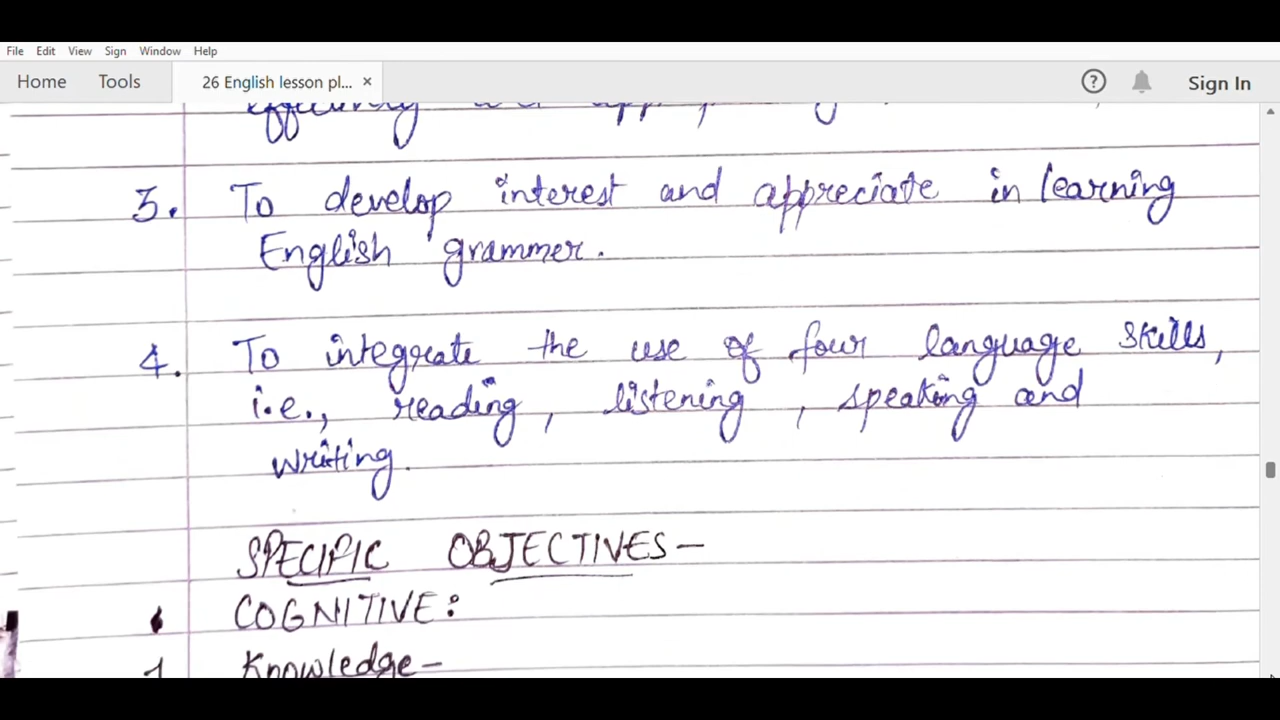 File Edit View Sign Window Help
Home Tools 26 English lesson pl... × Sign In
3. To develop interest and appreciate in learning
English grammer.
4. To integrate the use of four language skills,
i.e., reading, listening, speaking and
writing.
SPECIFIC OBJECTIVES-
COGNITIVE:
Knowledge-